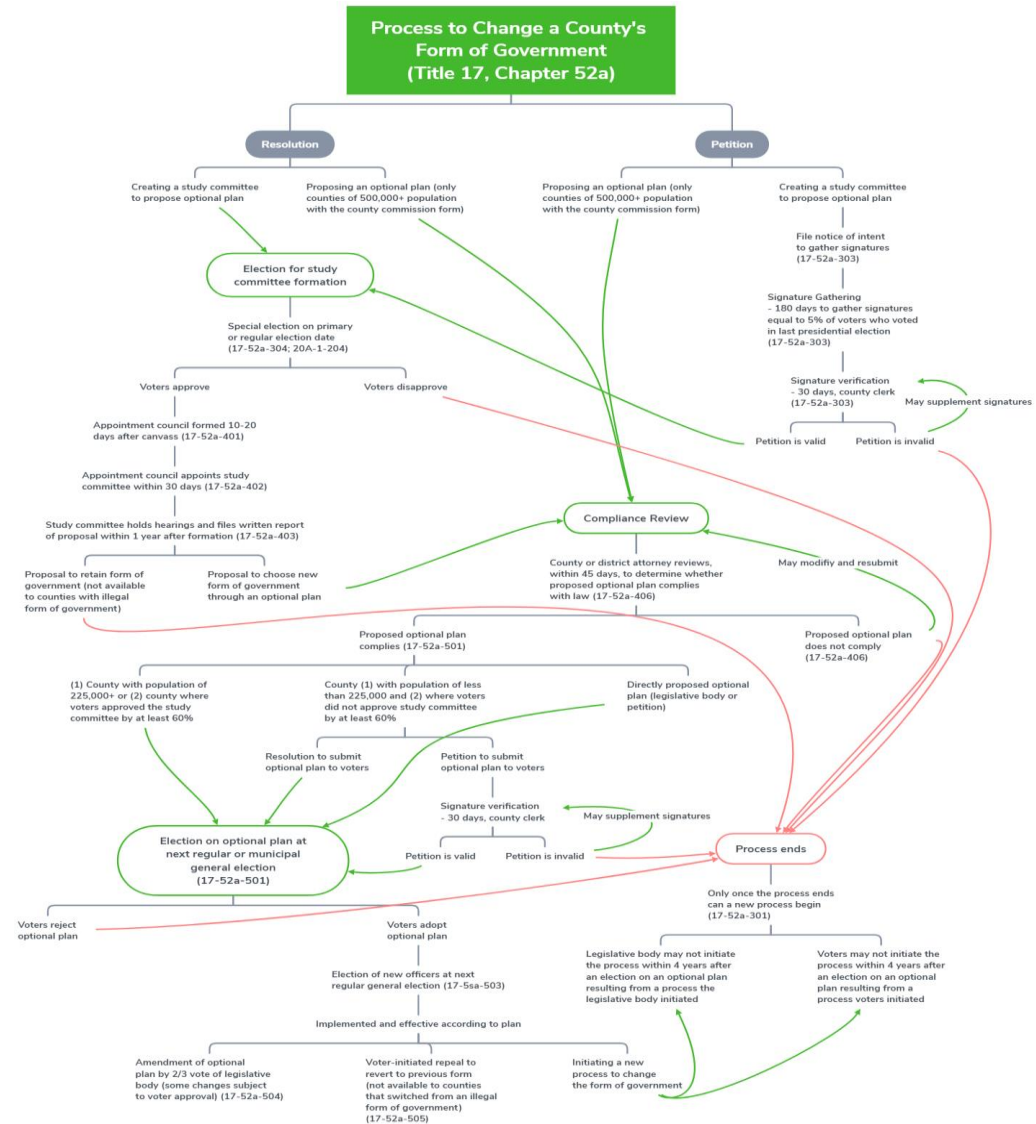 Process to Change a County's
Form of Government
(Title 17, Chapter 52a)
Resolution
Petition
Creating a study committee
to propose optional plan
Proposing an optional plan (only
counties of 500,000+ population
with the county commission form)
Proposing an optional plan (only
counties of 500,000+ population
with the county commission form)
Creating a study committee
to propose optional plan
File notice of intent
to gather signatures
(17-52a-303)
Election for study
committee formation
Signature Gathering
- 180 days to gather signatures
equal to 5% of voters who voted
in last presidential election
(17-52a-303)
Special election on primary
or regular election date
(17-52a-304; 20A-1-204)
Voters approve
Voters disapprove
Signature verification
- 30 days, county clerk
(17-52a-303)
May supplement signatures
Petition is valid
Petition is invalid
Appointment council formed 10-20
days after canvass (17-52a-401)
Appointment council appoints study
committee within 30 days (17-52a-402)
Study committee holds hearings and files written report
of proposal within 1 year after formation (17-52a-403)
Compliance Review
Proposal to retain form of
government (not available
to counties with illegal
form of government)
Proposal to choose new
form of government
through an optional plan
County or district attorney reviews,
within 45 days, to determine whether
proposed optional plan complies
with law (17-52a-406)
May modifiy and resubmit
Proposed optional plan
complies (17-52a-501)
Proposed optional plan
does not comply
(17-52a-406)
(1) County with population of
225,000+ or (2) county where
voters approved the study
committee by at least 60%
County (1) with population of less
than 225,000 and (2) where voters
did not approve study committee
by at least 60%
Directly proposed optional
plan (legislative body or
petition)
Resolution to submit
optional plan to voters
Petition to submit
optional plan to voters
Signature verification
- 30 days, county clerk
May supplement signatures
Petition is valid
Petition is invalid
Election on optional plan at
next regular or municipal
general election
(17-52a-501)
Process ends
Only once the process ends
can a new process begin
(17-52a-301)
Voters reject
optional plan
Voters adopt
optional plan
Legislative body may not initiate
the process within 4 years after
an election on an optional plan
resulting from a process the
legislative body initiated
Voters may not initiate the
process within 4 years after
an election on an optional
plan resulting from a
process voters initiated
Election of new officers at next
regular general election (17-5sa-503)
Implemented and effective according to plan
Amendment of optional
plan by 2/3 vote of legislative
body (some changes subject
to voter approval) (17-52a-504)
Voter-initiated repeal to
revert to previous form
(not available to counties
that switched from an illegal
form of government)
(17-52a-505)
Initiating a new
process to change
the form of government